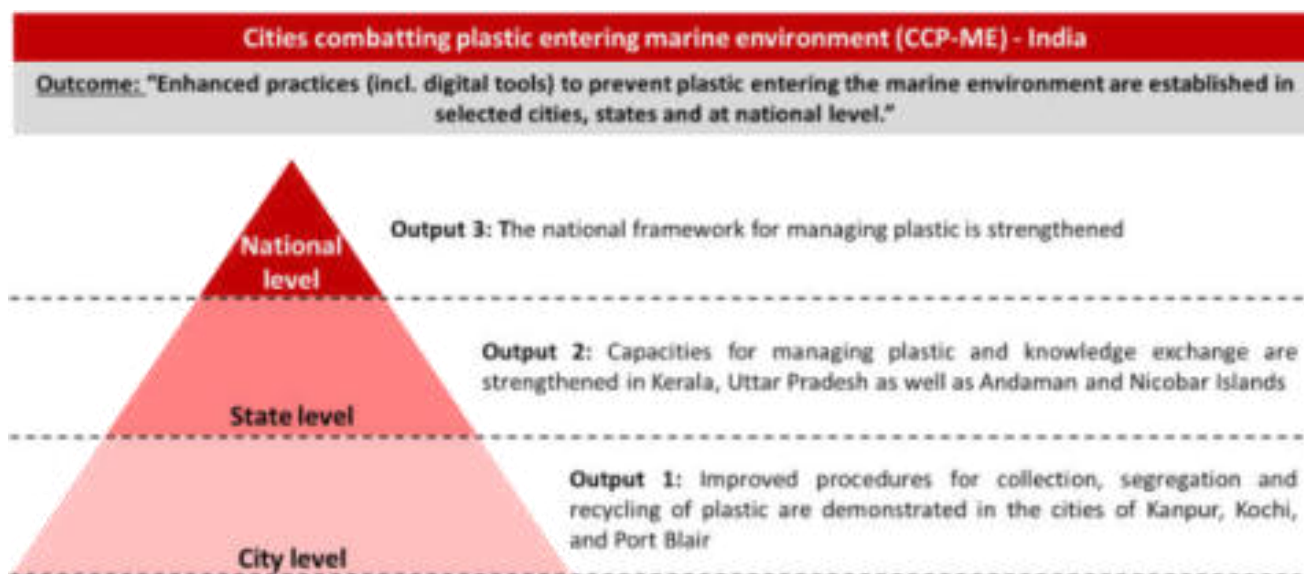 Cities combatting plastic entering marine environment (CCP-ME) - India
Outcome: "Enhanced practices (incl. digital tools) to prevent plastic entering the marine environment are established in
selected cities, states and at national level."
National
level
Output 3: The national framework for managing plastic is strengthened
Output 2: Capacities for managing plastic and knowledge exchange are
strengthened in Kerala, Uttar Pradesh as well as Andaman and Nicobar Islands
State level
Output 1: Improved procedures for collection, segregation and
recycling of plastic are demonstrated in the cities of Kanpur, Kochi,
and Port Blair
City level